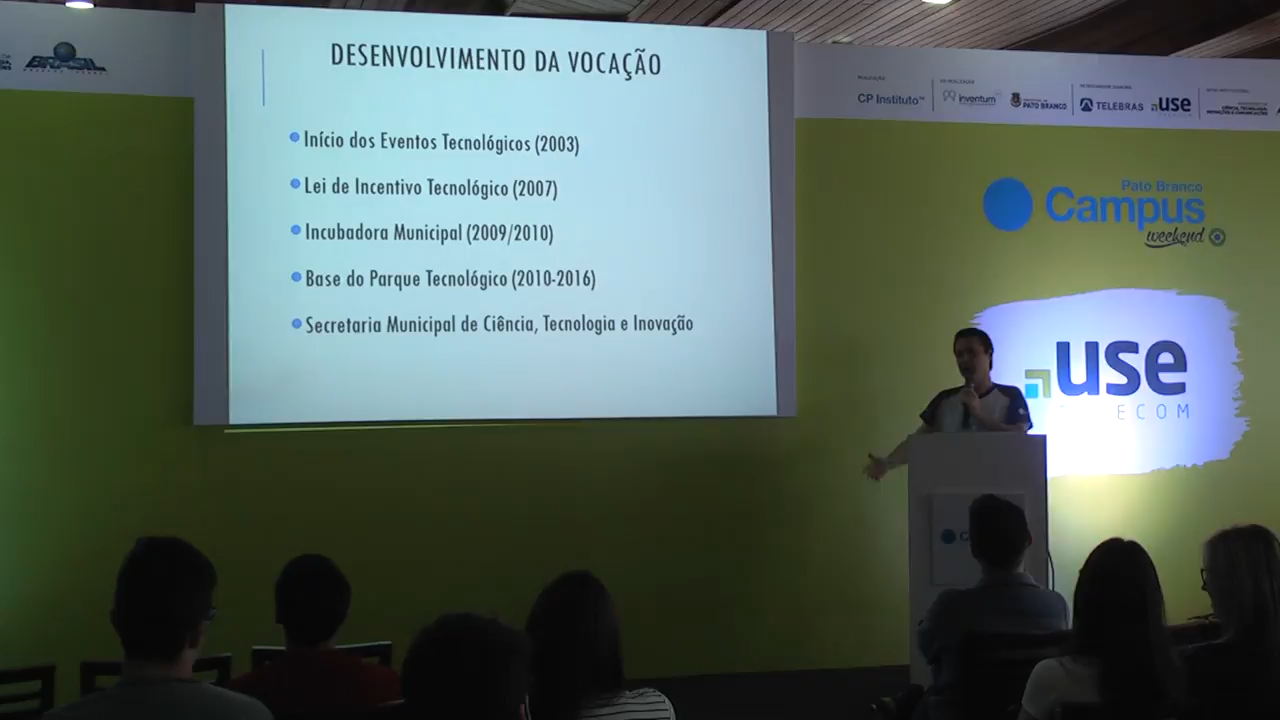 BRASIL
DESENVOLVIMENTO DA VOCAÇÃO
Início dos Eventos Tecnológicos (2003)
Lei de Incentivo Tecnológico (2007)
Incubadora Municipal (2009/2010)
Base do Parque Tecnológico (2010-2016)
Secretaria Municipal de Ciência, Tecnologia e Inovação
CP Instituto™
inventum
PATO BRANCO
TELEBRAS
use
Pato Branco
Campus
weekend
use
ECOM
C